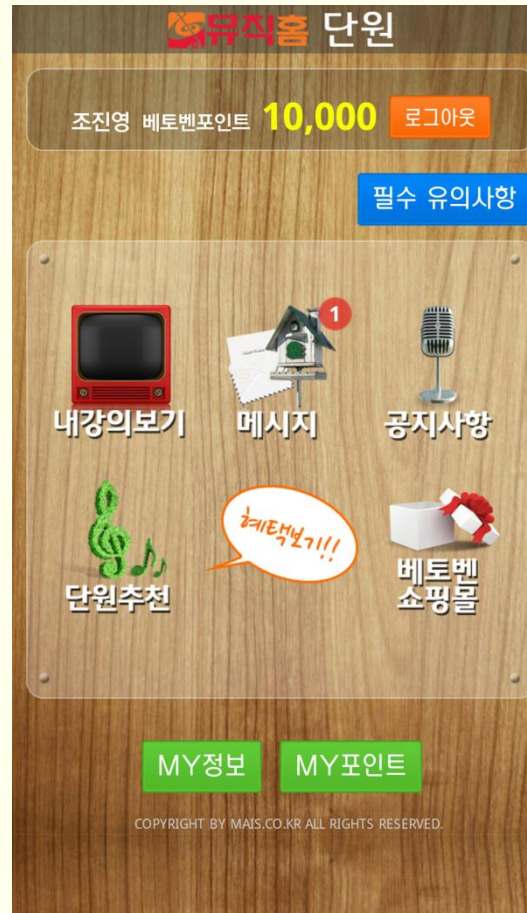 뮤직홈 단원
조진영 베토벤포인트 10,000 로그아웃
필수 유의사항
1
내강의보기 메시지 공지사항
단원추천 혜택보기!! 베토벤
쇼핑몰
MY정보 MY포인트
COPYRIGHT BY MAIS.CO.KR ALL RIGHTS RESERVED.